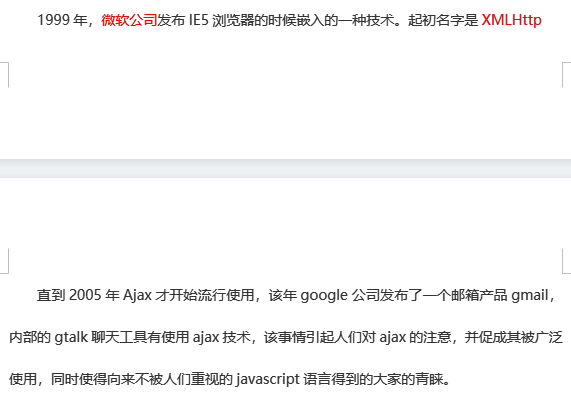 1999 年，微软公司发布 IE5 浏览器的时候嵌入的一种技术。起初名字是 XMLHttp
直到 2005 年 Ajax 才开始流行使用，该年 google 公司发布了一个邮箱产品 gmail，
内部的 gtalk 聊天工具有使用 ajax 技术，该事情引起人们对 ajax 的注意，并促成其被广泛
使用，同时使得向来不被人们重视的 javascript 语言得到的大家的青睐。